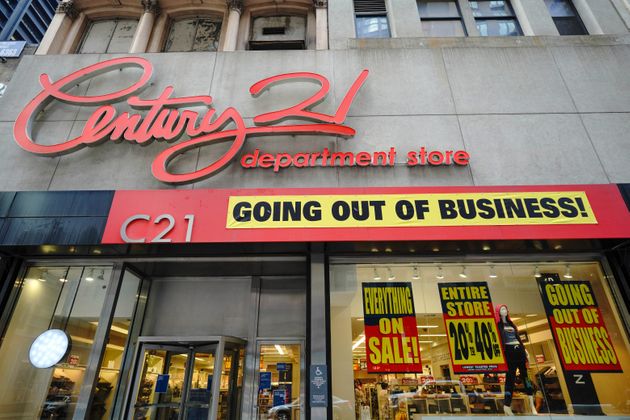 Century 21
department store
C21
GOING OUT OF BUSINESS!
EVERYTHING
ON
SALE!
ENTIRE
STORE
20% TO 40% OFF
GOING
OUT OF
BUSINESS